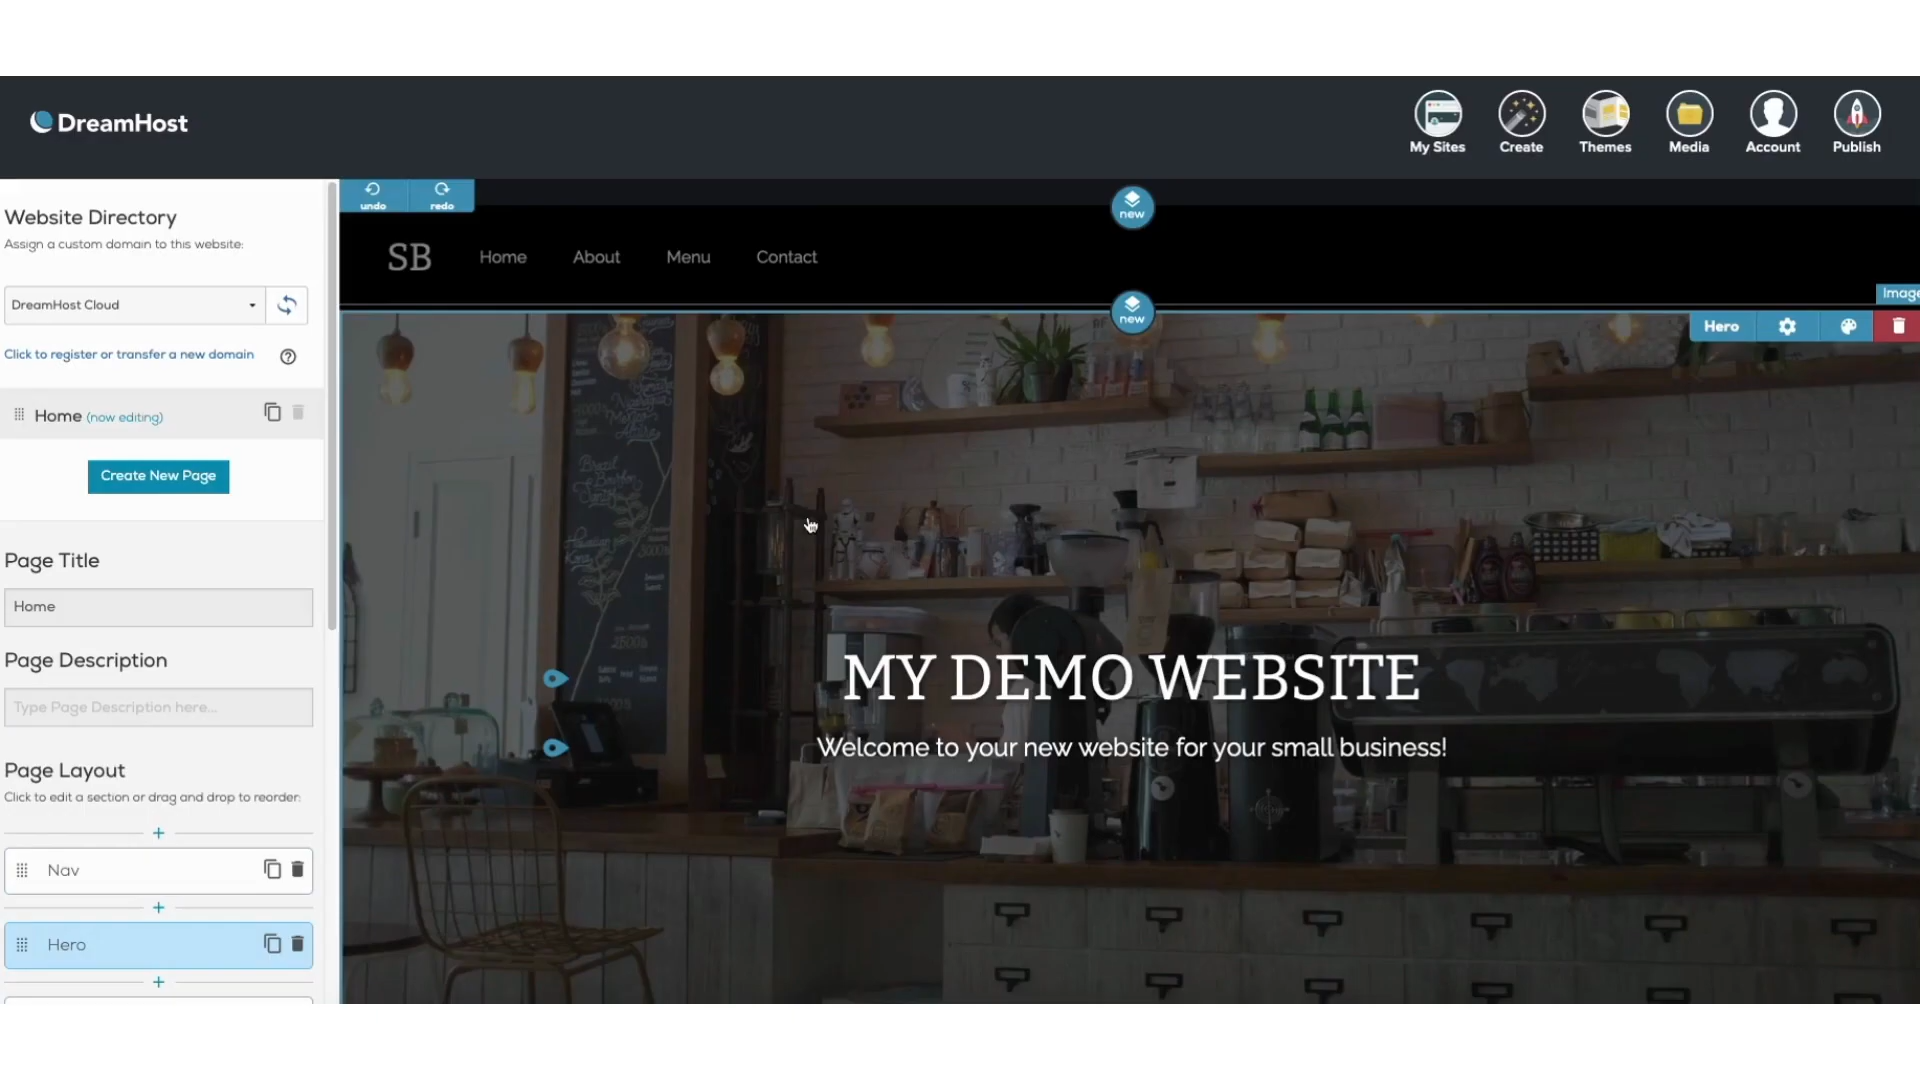 DreamHost
My Sites
Create
Themes
Media
Account
Publish
Website Directory
Assign a custom domain to this website:
DreamHost Cloud
Click to register or transfer a new domain
?
Home (now editing)
Create New Page
Page Title
Home
Page Description
Type Page Description here...
Page Layout
Click to edit a section or drag and drop to reorder:
+
Nav
+
Hero
+
undo
redo
new
SB
Home
About
Menu
Contact
new
Image
Hero
MY DEMO WEBSITE
Welcome to your new website for your small business!